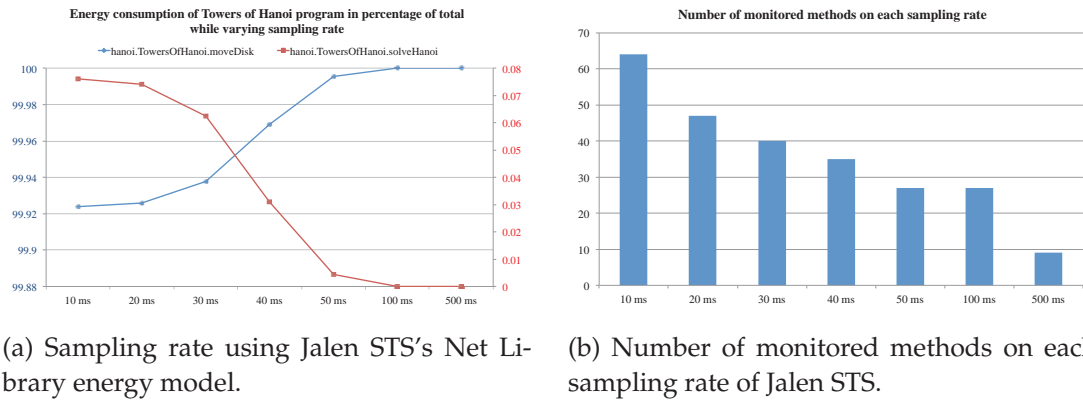 Energy consumption of Towers of Hanoi program in percentage of total
while varying sampling rate
hanoi.TowersOfHanoi.moveDisk hanoi.TowersOfHanoi.solveHanoi
100
99.98
99.96
99.94
99.92
99.9
99.88
0.08
0.07
0.06
0.05
0.04
0.03
0.02
0.01
0
10 ms 20 ms 30 ms 40 ms 50 ms 100 ms 500 ms
(a) Sampling rate using Jalen STS's Net Li-
brary energy model.
Number of monitored methods on each sampling rate
70
60
50
40
30
20
10
0
10 ms 20 ms 30 ms 40 ms 50 ms 100 ms 500 ms
(b) Number of monitored methods on each
sampling rate of Jalen STS.